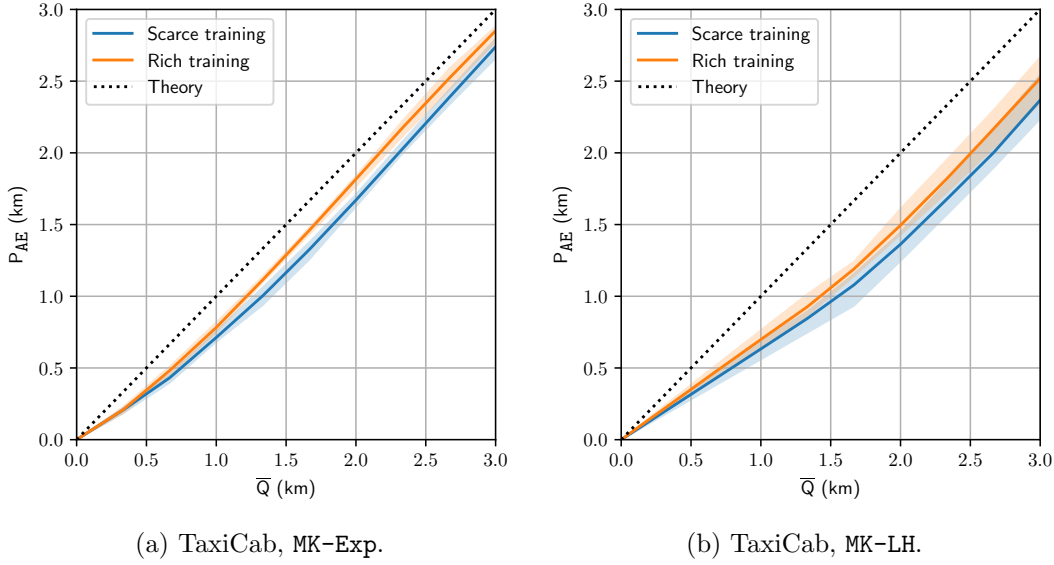 3.0
2.5
2.0
1.5
1.0
0.5
0.0
P_AE (km)
Scarce training
Rich training
Theory
0.0 0.5 1.0 1.5 2.0 2.5 3.0
Q̅ (km)
(a) TaxiCab, MK-Exp.
3.0
2.5
2.0
1.5
1.0
0.5
0.0
P_AE (km)
Scarce training
Rich training
Theory
0.0 0.5 1.0 1.5 2.0 2.5 3.0
Q̅ (km)
(b) TaxiCab, MK-LH.